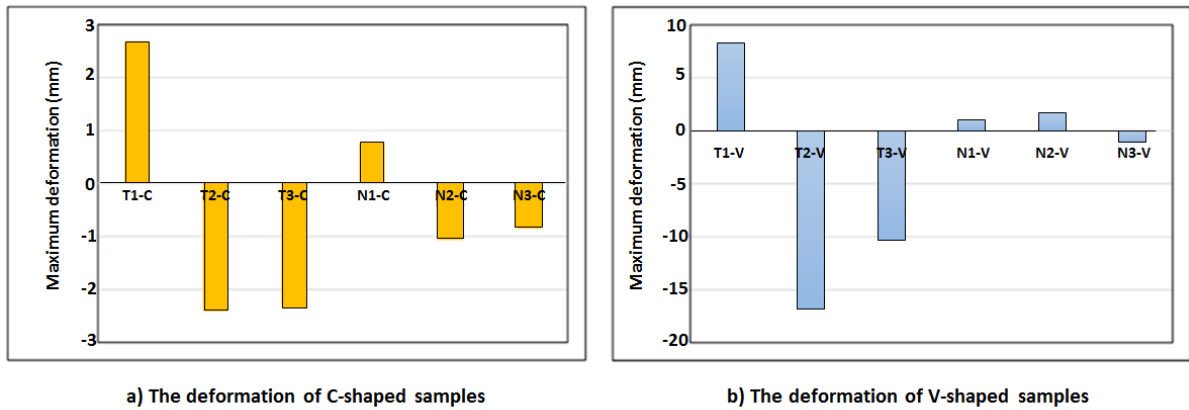 Maximum deformation (mm)
3
2
1
0
-1
-2
-3
T1-C
T2-C
T3-C
N1-C
N2-C
N3-C
a) The deformation of C-shaped samples
Maximum deformation (mm)
10
5
0
-5
-10
-15
-20
T1-V
T2-V
T3-V
N1-V
N2-V
N3-V
b) The deformation of V-shaped samples